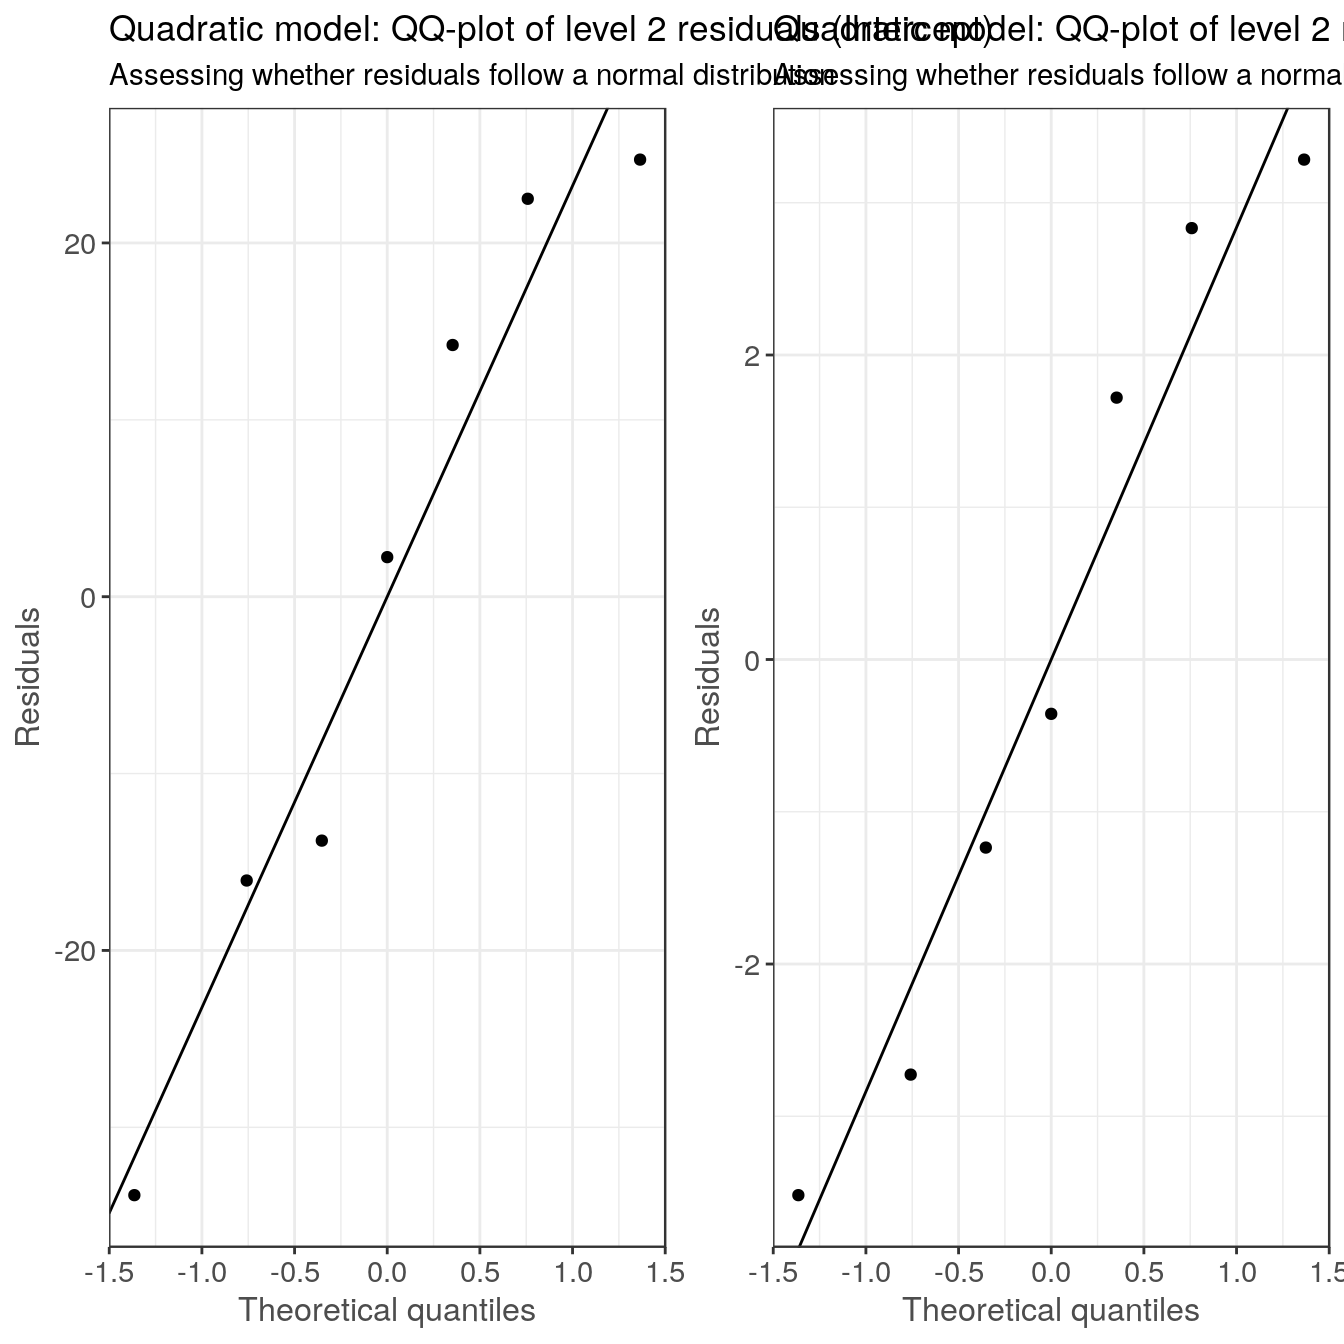 Quadratic model: QQ-plot of level 2 residuals (Intercept)
Assessing whether residuals follow a normal distribution
20
0
-20
Residuals
-1.5 -1.0 -0.5 0.0 0.5 1.0 1.5
Theoretical quantiles
Quadratic model: QQ-plot of level 2
Assessing whether residuals follow a norma
2
0
-2
Residuals
-1.5 -1.0 -0.5 0.0 0.5 1.0 1.5
Theoretical quantiles